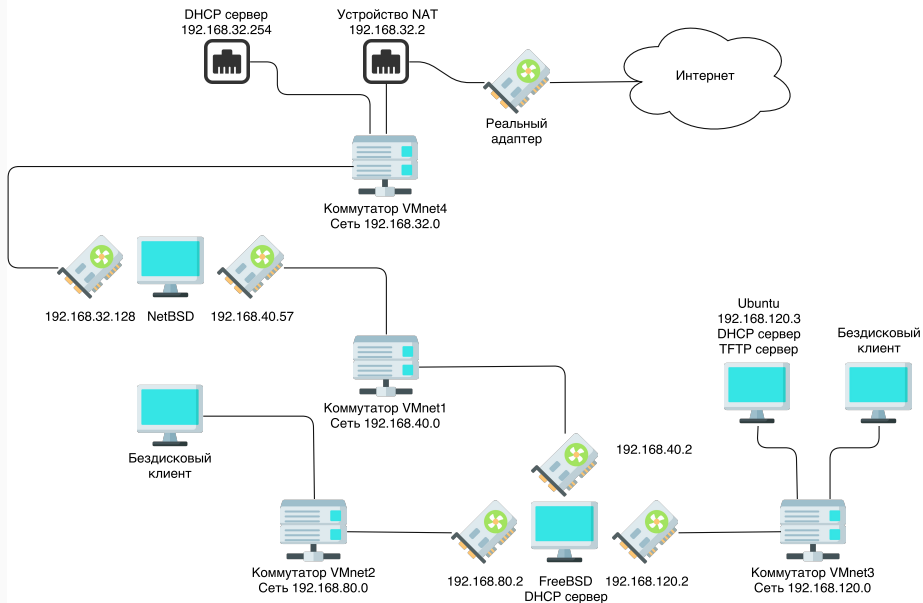 DHCP сервер
192.168.32.254
Устройство NAT
192.168.32.2
Интернет
Реальный
адаптер
Коммутатор VMnet4
Сеть 192.168.32.0
192.168.32.128
NetBSD
192.168.40.57
Ubuntu
192.168.120.3
DHCP сервер
TFTP сервер
Бездисковый
клиент
Коммутатор VMnet1
Сеть 192.168.40.0
Бездисковый
клиент
192.168.40.2
Коммутатор VMnet2
Сеть 192.168.80.0
192.168.80.2
FreeBSD
DHCP сервер
192.168.120.2
Коммутатор VMnet3
Сеть 192.168.120.0